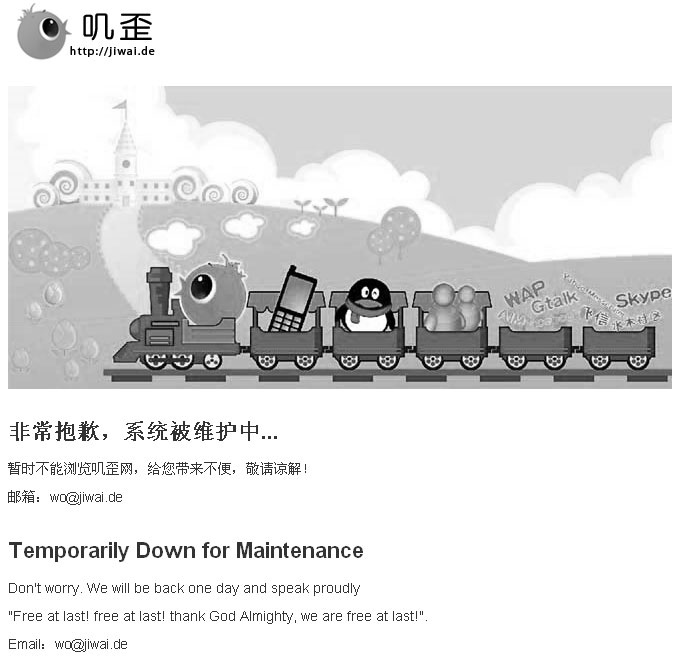 叽歪
http://jiwai.de
WAP
Gtalk
Skype
飞信
水木社区
非常抱歉，系统被维护中...
暂时不能浏览叽歪网，给您带来不便，敬请谅解！
邮箱：wo@jiwai.de
Temporarily Down for Maintenance
Don't worry. We will be back one day and speak proudly
"Free at last! free at last! thank God Almighty, we are free at last!".
Email：wo@jiwai.de